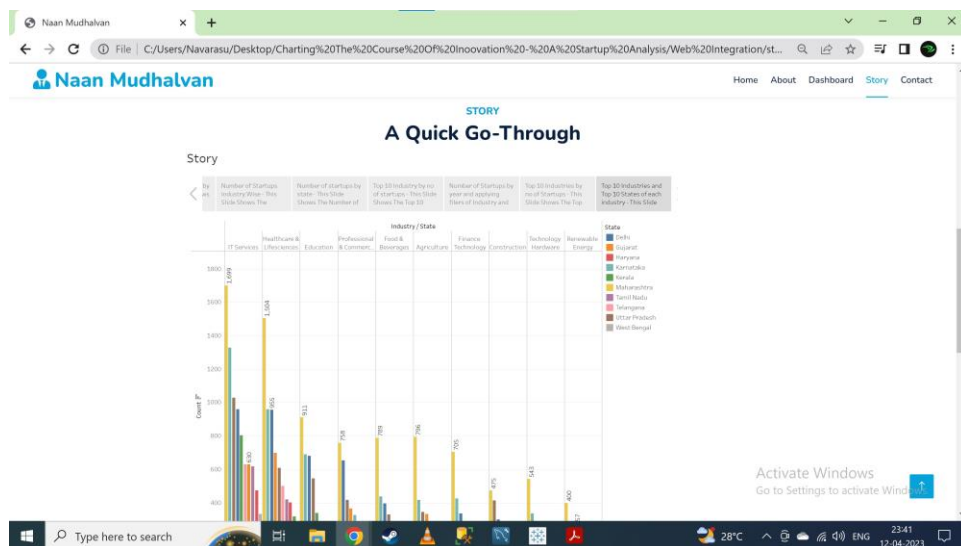 Naan Mudhalvan
File | C:/Users/Navarasu/Desktop/Charting%20The%20Course%20Of%20Inoovation%20-%20A%20Startup%20Analysis/Web%20Integration/st...
Naan Mudhalvan
Home About Dashboard Story Contact
STORY
A Quick Go-Through
Story
by
Number of Startups
Industry Wise - This
Slide Shows The
Number of startups by
state - This Slide
Shows The Number of
Top 10 Industry by no
of startups - This Slide
Shows The Top 10
Number of Startups by
year and applying
filers of Industry and
Top 10 industries by
no of Startups - This
Slide Shows The Top
Top 10 Industries and
Top 10 States of each
industry - This Slide
Industry / State
IT Services
Healthcare &
Lifesciences
Education
Professional
& Commerc..
Food &
Beverages
Agriculture
Finance
Technology
Construction
Technology
Hardware
Renewable
Energy
State
Delhi
Gujarat
Haryana
Karnataka
Kerala
Maharashtra
Tamil Nadu
Telangana
Uttar Pradesh
West Bengal
Count
1800
1600
1400
1200
1000
800
600
400
1,699
630
1,504
955
911
758
789
796
705
475
543
400
Activate Windows
Go to Settings to activate Windows
Type here to search
28°C
ENG
23:41
12-04-2023